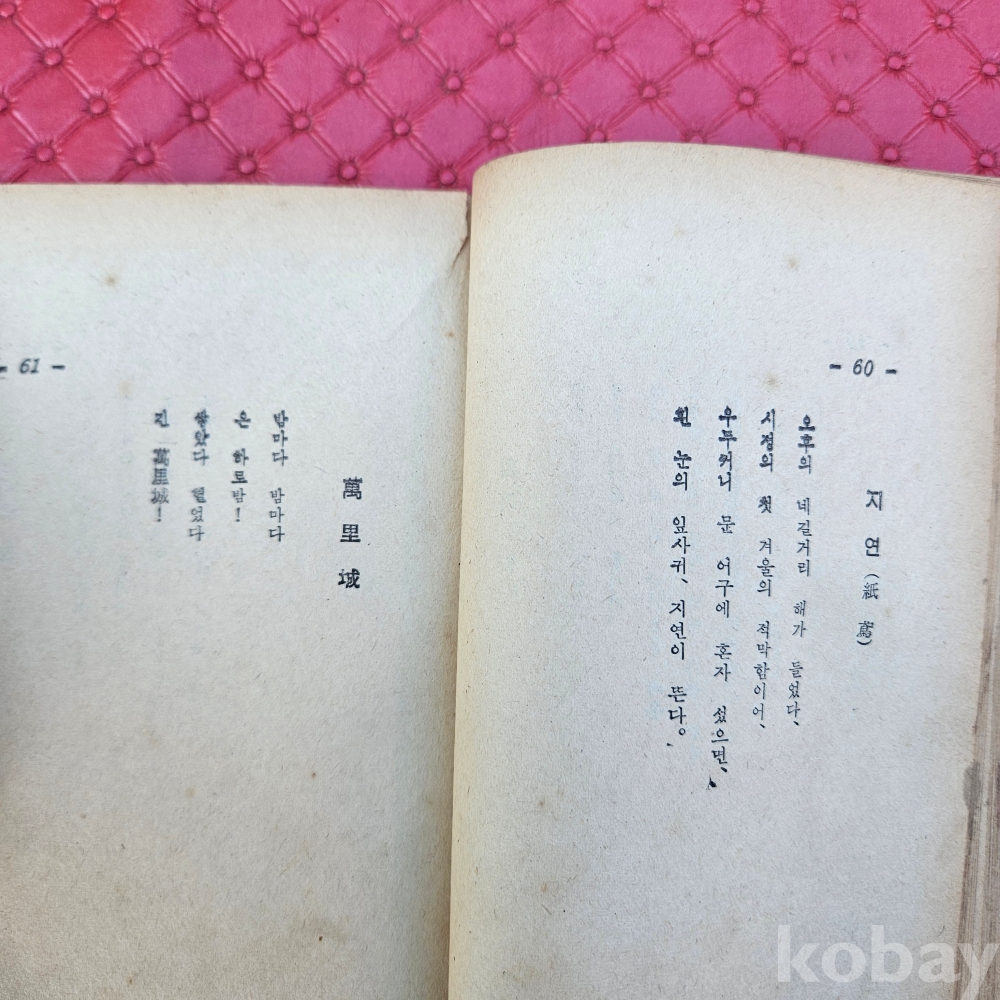 - 60 -
지연(紙鳶)
오후의 네길거리 해가 들었다、
시정의 첫 겨울의 적막함이어、
우두커니 문 어구에 혼자 섰으면、
흰 눈의 잎사귀、지연이 뜬다。
- 61 -
萬里城
밤마다 밤마다
온 하로밤!
쌓았다 헐었다
긴 萬里城!
kobay